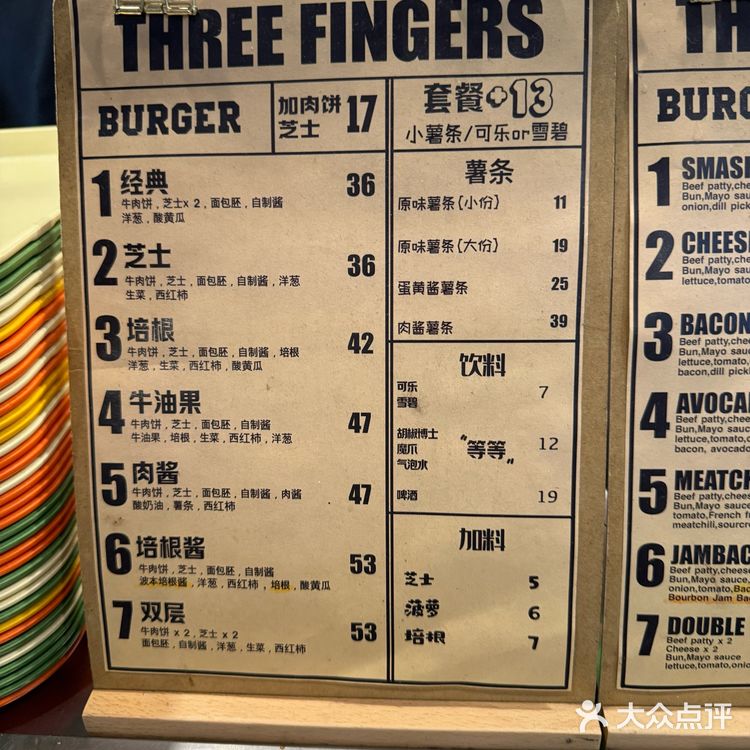 THREE FINGERS
BURGER
加肉饼
芝士
17
1 经典 36
牛肉饼,芝士x 2,面包胚,自制酱
洋葱,酸黄瓜
2 芝士 36
牛肉饼,芝士,面包胚,自制酱,洋葱
生菜,西红柿
3 培根 42
牛肉饼,芝士,面包胚,自制酱,培根
洋葱,生菜,西红柿,酸黄瓜
4 牛油果 47
牛肉饼,芝士,面包胚,自制酱
牛油果,培根,生菜,西红柿,洋葱
5 肉酱 47
牛肉饼,芝士,面包胚,自制酱,肉酱
酸奶油,薯条,西红柿
6 培根酱 53
牛肉饼,芝士,面包胚,自制酱
波本培根酱,洋葱,西红柿,培根,酸黄瓜
7 双层 53
牛肉饼 x 2,芝士 x 2
面包胚,自制酱,洋葱,生菜,西红柿
套餐+13
小薯条/可乐or雪碧
薯条
原味薯条(小份) 11
原味薯条(大份) 19
蛋黄酱薯条 25
肉酱薯条 39
饮料
可乐
雪碧
7
胡椒博士
魔爪
气泡水
"等等"
12
啤酒 19
加料
芝士 5
菠萝 6
培根 7
TH
BURG
1 SMASH
Beef patty,che
Bun,Mayo sau
onion,dill pick
2 CHEES
Beef patty,che
Bun,Mayo sau
lettuce,tomato,
3 BACON
Beef patty,chee
Bun,Mayo sauc
lettuce,tomato,
bacon,dill pickl
4 AVOCA
Beef patty,chee
Bun,Mayo sauc
lettuce,tomato,
bacon, avocado
5 MEATCH
Beef patty,chees
Bun,Mayo sauce
tomato,French fr
meatchili,sourcre
6 JAMBAC
Beef patty,cheese
Bun,Mayo sauce
onion,tomato,Bac
Bourbon Jam Bac
7 DOUBLE
Beef patty x 2
Cheese x 2
Bun,Mayo sauce
lettuce,tomato,onio
大众点评